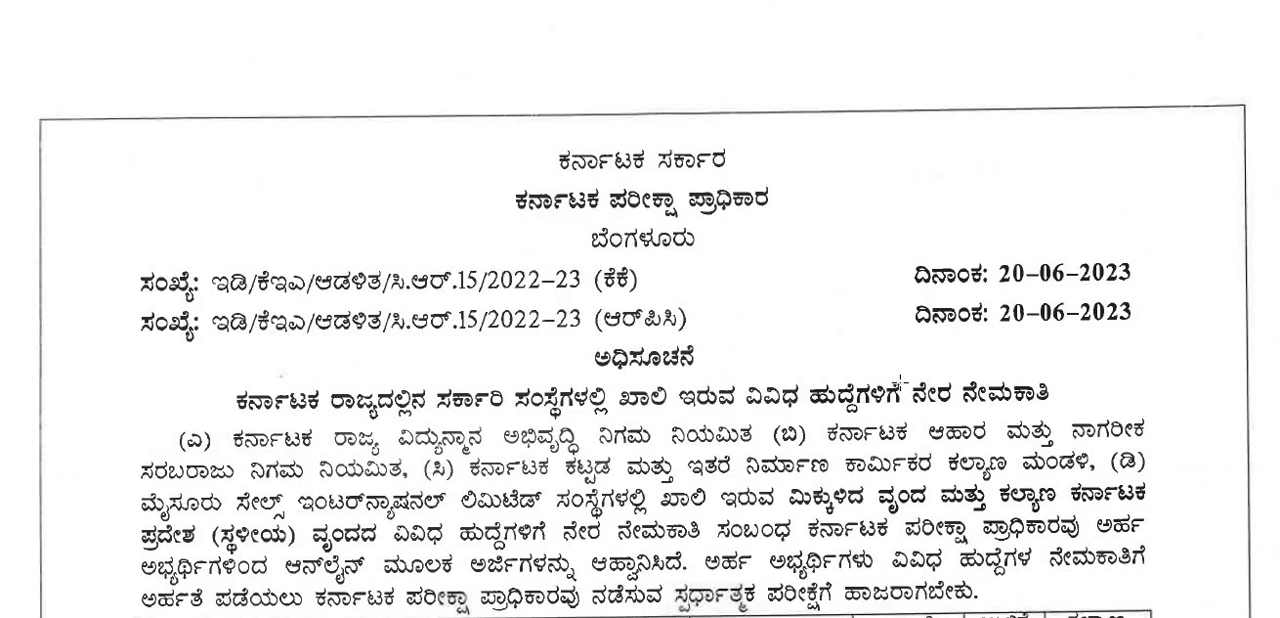 ಕರ್ನಾಟಕ ಸರ್ಕಾರ
ಕರ್ನಾಟಕ ಪರೀಕ್ಷಾ ಪ್ರಾಧಿಕಾರ
ಬೆಂಗಳೂರು
ಸಂಖ್ಯೆ: ಇಡಿ/ಕೆಇಎ/ಆಡಳಿತ/ಸಿ.ಆರ್.15/2022-23 (ಕೆಕೆ) ದಿನಾಂಕ: 20-06-2023
ಸಂಖ್ಯೆ: ಇಡಿ/ಕೆಇಎ/ಆಡಳಿತ/ಸಿ.ಆರ್.15/2022-23 (ಆರ್‌ಪಿಸಿ) ದಿನಾಂಕ: 20-06-2023
ಅಧಿಸೂಚನೆ
ಕರ್ನಾಟಕ ರಾಜ್ಯದಲ್ಲಿನ ಸರ್ಕಾರಿ ಸಂಸ್ಥೆಗಳಲ್ಲಿ ಖಾಲಿ ಇರುವ ವಿವಿಧ ಹುದ್ದೆಗಳಿಗೆ ನೇರ ನೇಮಕಾತಿ
(ಎ) ಕರ್ನಾಟಕ ರಾಜ್ಯ ವಿದ್ಯುನ್ಮಾನ ಅಭಿವೃದ್ಧಿ ನಿಗಮ ನಿಯಮಿತ (ಬಿ) ಕರ್ನಾಟಕ ಆಹಾರ ಮತ್ತು ನಾಗರೀಕ
ಸರಬರಾಜು ನಿಗಮ ನಿಯಮಿತ, (ಸಿ) ಕರ್ನಾಟಕ ಕಟ್ಟಡ ಮತ್ತು ಇತರೆ ನಿರ್ಮಾಣ ಕಾರ್ಮಿಕರ ಕಲ್ಯಾಣ ಮಂಡಳಿ, (ಡಿ)
ಮೈಸೂರು ಸೇಲ್ಸ್ ಇಂಟರ್‌ನ್ಯಾಷನಲ್ ಲಿಮಿಟೆಡ್ ಸಂಸ್ಥೆಗಳಲ್ಲಿ ಖಾಲಿ ಇರುವ ಮಿಕ್ಕುಳಿದ ವೃಂದ ಮತ್ತು ಕಲ್ಯಾಣ ಕರ್ನಾಟಕ
ಪ್ರದೇಶ (ಸ್ಥಳೀಯ) ವೃಂದದ ವಿವಿಧ ಹುದ್ದೆಗಳಿಗೆ ನೇರ ನೇಮಕಾತಿ ಸಂಬಂಧ ಕರ್ನಾಟಕ ಪರೀಕ್ಷಾ ಪ್ರಾಧಿಕಾರವು ಅರ್ಹ
ಅಭ್ಯರ್ಥಿಗಳಿಂದ ಆನ್‌ಲೈನ್ ಮೂಲಕ ಅರ್ಜಿಗಳನ್ನು ಆಹ್ವಾನಿಸಿದೆ. ಅರ್ಹ ಅಭ್ಯರ್ಥಿಗಳು ವಿವಿಧ ಹುದ್ದೆಗಳ ನೇಮಕಾತಿಗೆ
ಅರ್ಹತೆ ಪಡೆಯಲು ಕರ್ನಾಟಕ ಪರೀಕ್ಷಾ ಪ್ರಾಧಿಕಾರವು ನಡೆಸುವ ಸ್ಪರ್ಧಾತ್ಮಕ ಪರೀಕ್ಷೆಗೆ ಹಾಜರಾಗಬೇಕು.